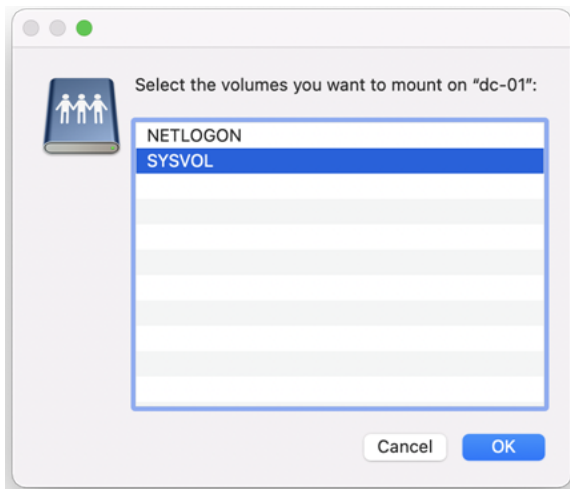 Select the volumes you want to mount on “dc-01”:
NETLOGON
SYSVOL
Cancel
OK